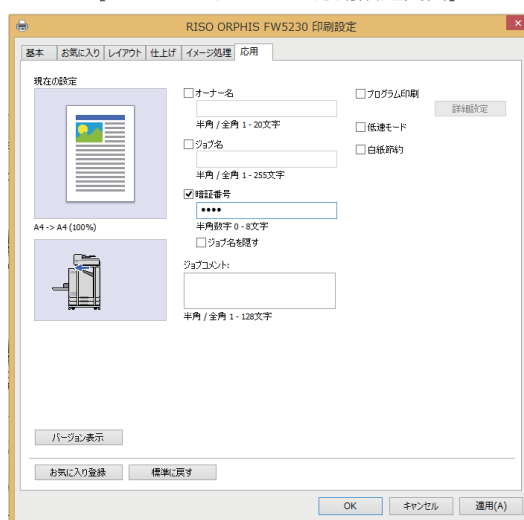 RISO ORPHIS FW5230 印刷設定
基本 お気に入り レイアウト 仕上げ イメージ処理 応用
現在の設定
A4 -> A4 (100%)
オーナー名
半角 / 全角 1 - 20文字
ジョブ名
半角 / 全角 1 - 255文字
暗証番号
••••
半角数字 0 - 8文字
ジョブ名を隠す
ジョブコメント:
半角 / 全角 1 - 128文字
プログラム印刷
詳細設定
低速モード
白紙節約
バージョン表示
お気に入り登録 標準に戻す
OK キャンセル 適用(A)